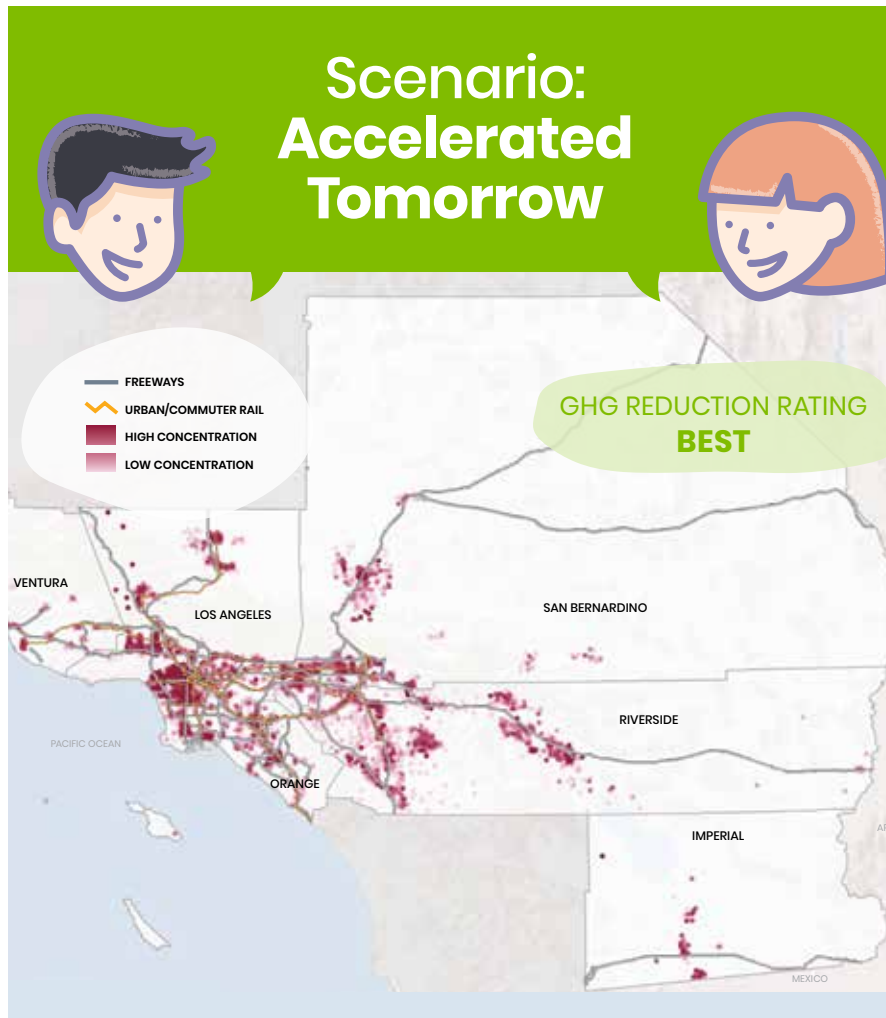 Scenario:
Accelerated
Tomorrow
FREEWAYS
URBAN/COMMUTER RAIL
HIGH CONCENTRATION
LOW CONCENTRATION
GHG REDUCTION RATING
BEST
VENTURA
LOS ANGELES
SAN BERNARDINO
RIVERSIDE
PACIFIC OCEAN
ORANGE
IMPERIAL
MEXICO